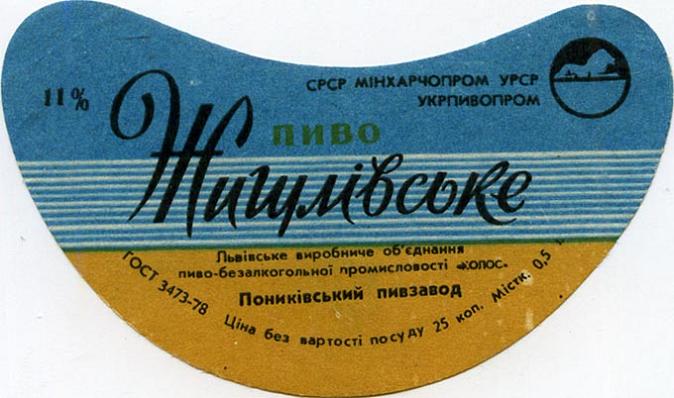 11%
СРСР МІНХАРЧОПРОМ УРСР
УКРПИВОПРОМ
ПИВО
Жигулівське
Львівське виробниче об'єднання
пиво-безалкогольної промисловості «КОЛОС»
Пониківський пивзавод
ГОСТ 3473-78 Ціна без вартості посуду 25 коп. Містк. 0,5